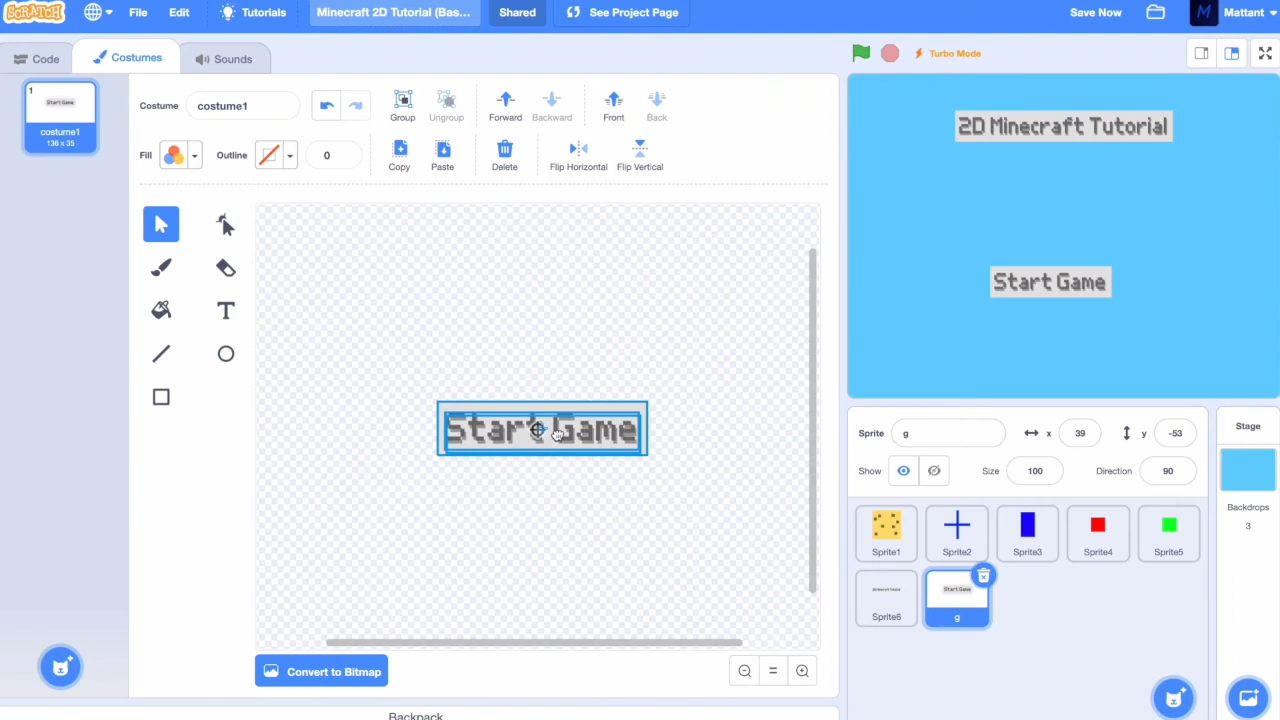 SCRATCH File Edit Tutorials Minecraft 2D Tutorial (Bas... Shared See Project Page Save Now Mattant
Code Costumes Sounds Turbo Mode
1 Start Game
costume1
136 x 35
Costume costume1 Group Ungroup Forward Backward Front Back
Fill Outline 0 Copy Paste Delete Flip Horizontal Flip Vertical
2D Minecraft Tutorial
Start Game
Start Game
Convert to Bitmap
Backpack
Sprite g x 39 y -53
Show Size 100 Direction 90
Sprite1 Sprite2 Sprite3 Sprite4 Sprite5
Sprite6
Start Game
g
Stage
Backdrops
3